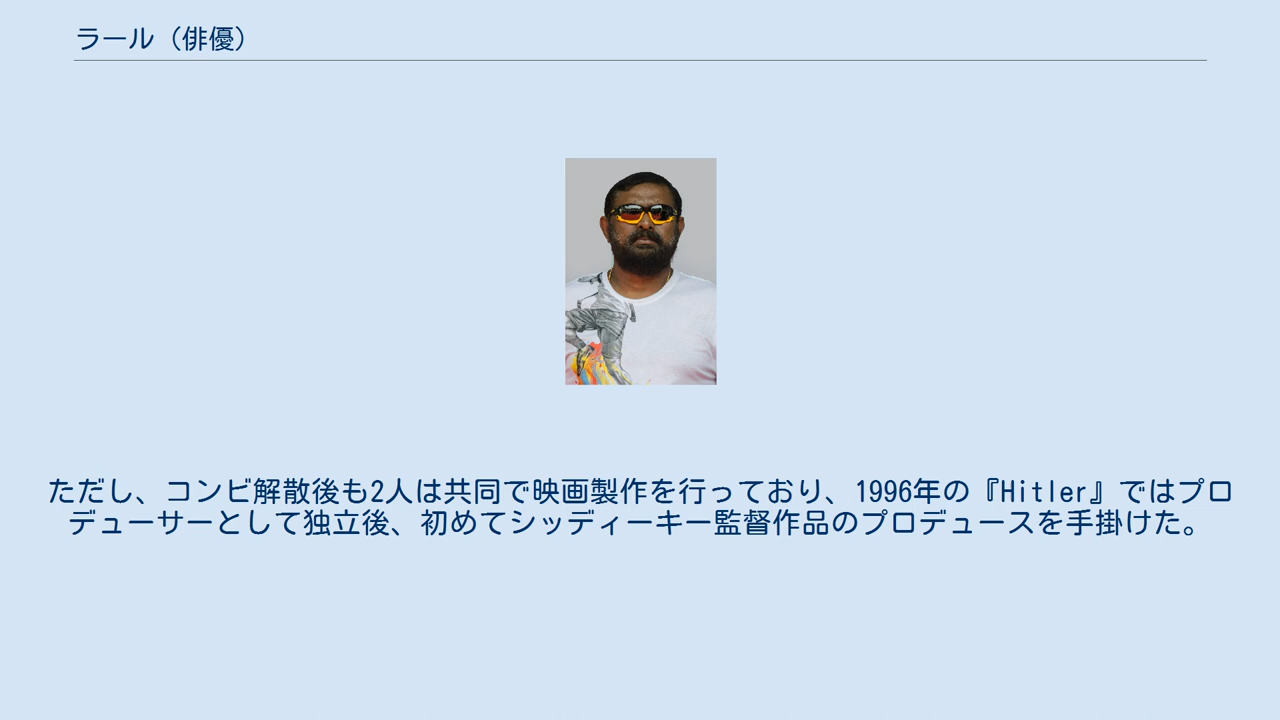 ラール（俳優）
ただし、コンビ解散後も2人は共同で映画製作を行っており、1996年の『Hitler』ではプロ
デューサーとして独立後、初めてシッディーキー監督作品のプロデュースを手掛けた。